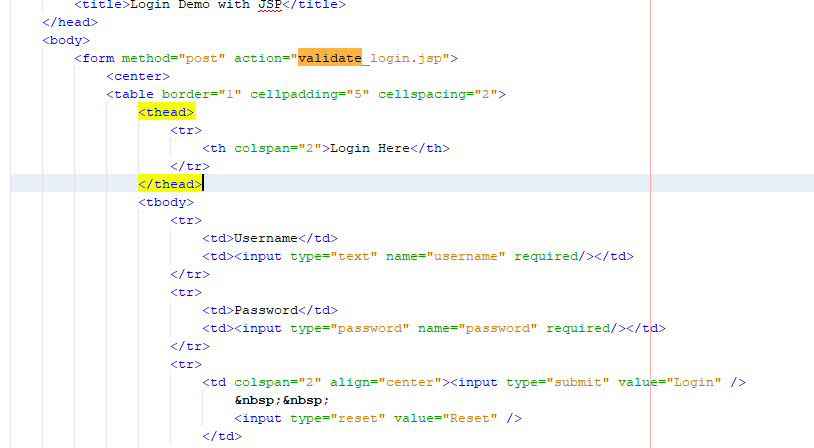 <title>Login Demo with JSP</title>
</head>
<body>
<form method="post" action="validate_login.jsp">
<center>
<table border="1" cellpadding="5" cellspacing="2">
<thead>
<tr>
<th colspan="2">Login Here</th>
</tr>
</thead>
<tbody>
<tr>
<td>Username</td>
<td><input type="text" name="username" required/></td>
</tr>
<tr>
<td>Password</td>
<td><input type="password" name="password" required/></td>
</tr>
<tr>
<td colspan="2" align="center"><input type="submit" value="Login" />
&nbsp;&nbsp;
<input type="reset" value="Reset" />
</td>